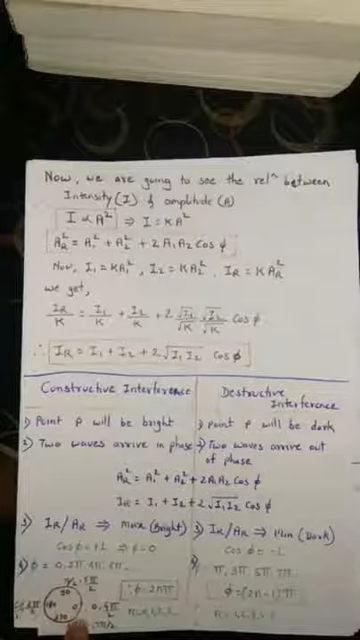 Now, we are going to see the relⁿ between
Intensity (I) & amplitude (A)
I ∝ A² ⇒ I = KA²
A_R² = A₁² + A₂² + 2A₁A₂ Cos ϕ
Now, I₁ = KA₁², I₂ = KA₂², I_R = KA_R²
we get,
I_R/K = I₁/K + I₂/K + 2 √I₁/√K √I₂/√K Cos ϕ
∴ I_R = I₁ + I₂ + 2√I₁I₂ Cos ϕ
Constructive Interference
1) Point P will be bright
2) Two waves arrive in phase
Destructive Interference
1) Point P will be dark
2) Two waves arrive out
of phase
A_R² = A₁² + A₂² + 2A₁A₂ Cos ϕ
I_R = I₁ + I₂ + 2√I₁I₂ Cos ϕ
3) I_R/A_R ⇒ max (Bright)
Cos ϕ = +1 ⇒ ϕ = 0
4) ϕ = 0, 2π, 4π, 6π
∴ ϕ = 2nπ
3) I_R/A_R ⇒ Min (Dark)
Cos ϕ = -1
π, 3π, 5π, 7π
ϕ = (2n-1)π